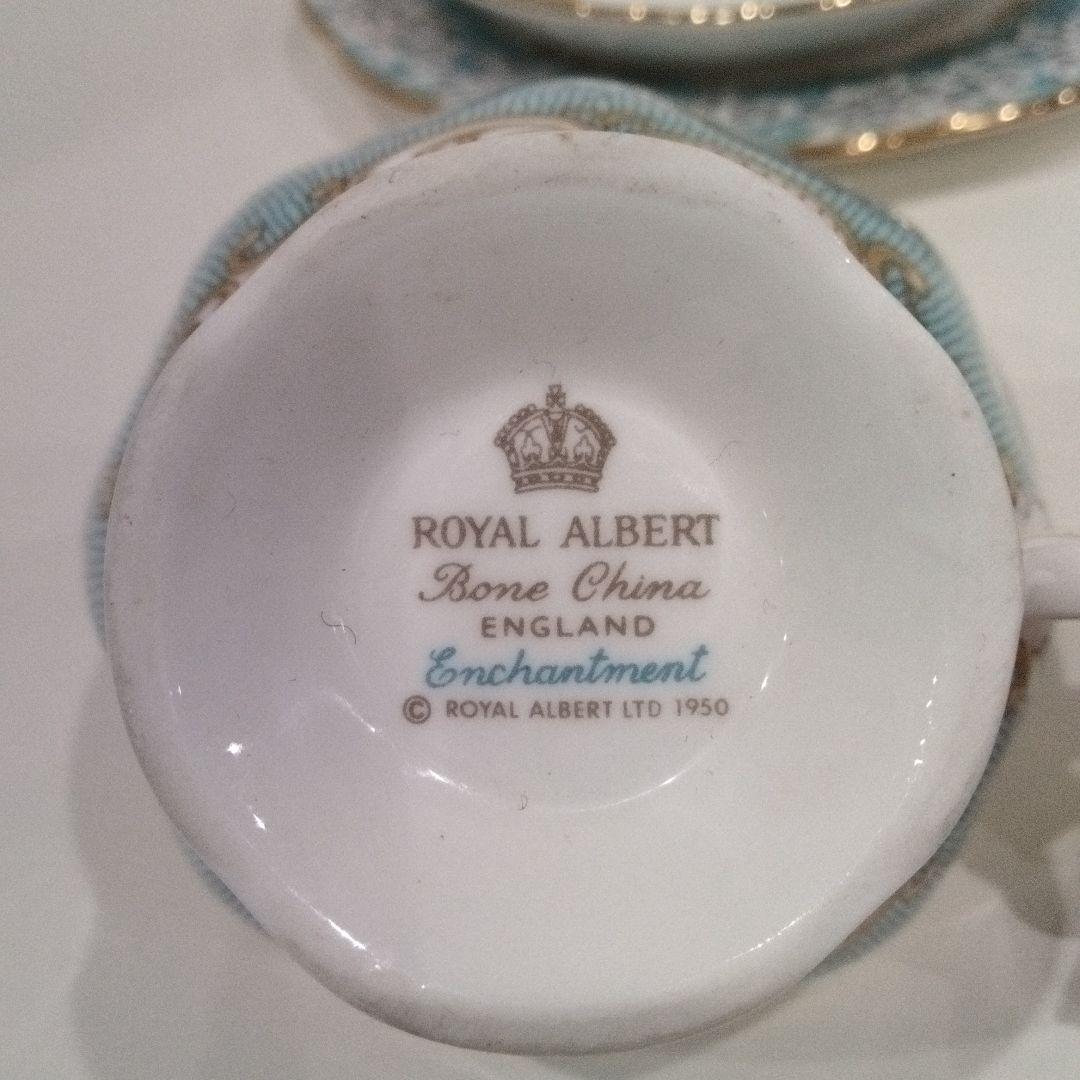 ROYAL ALBERT
Bone China
ENGLAND
Enchantment
© ROYAL ALBERT LTD 1950